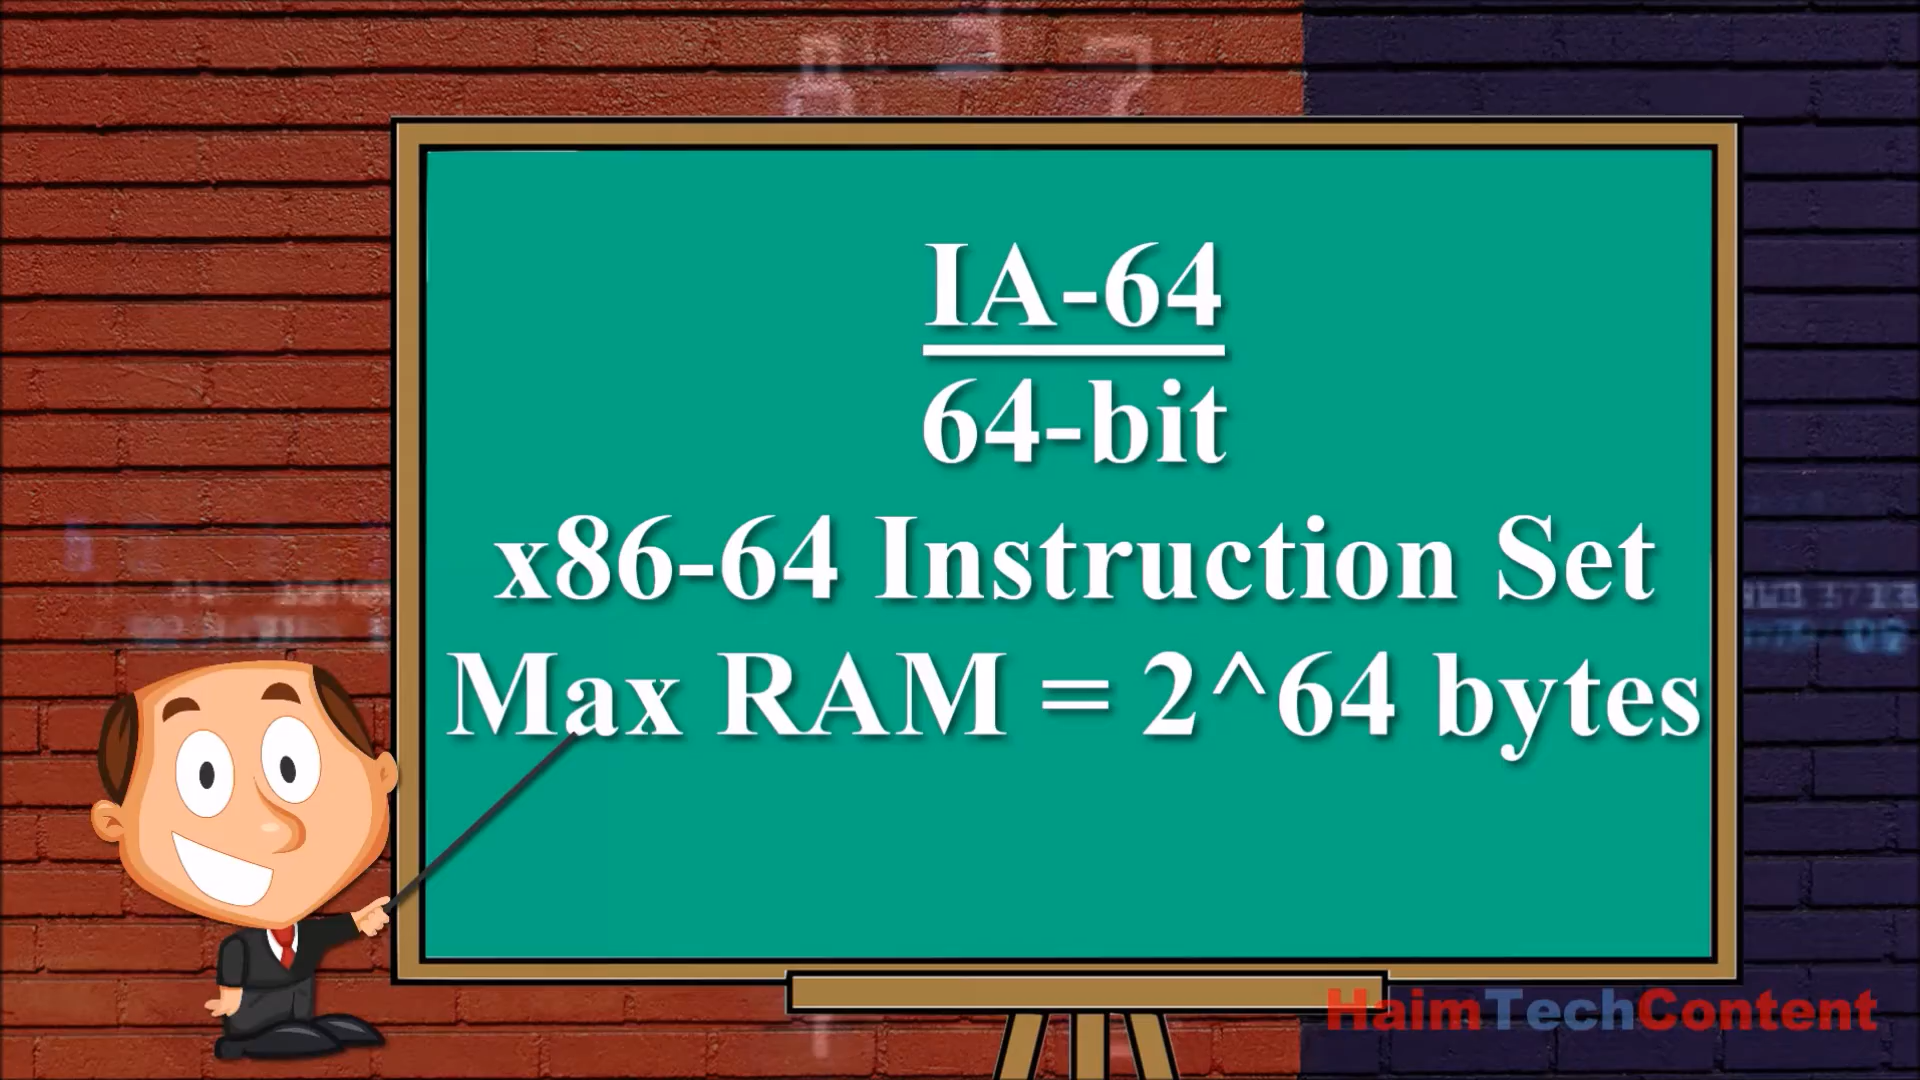 IA-64
64-bit
x86-64 Instruction Set
Max RAM = 2^64 bytes
HaimTechContent